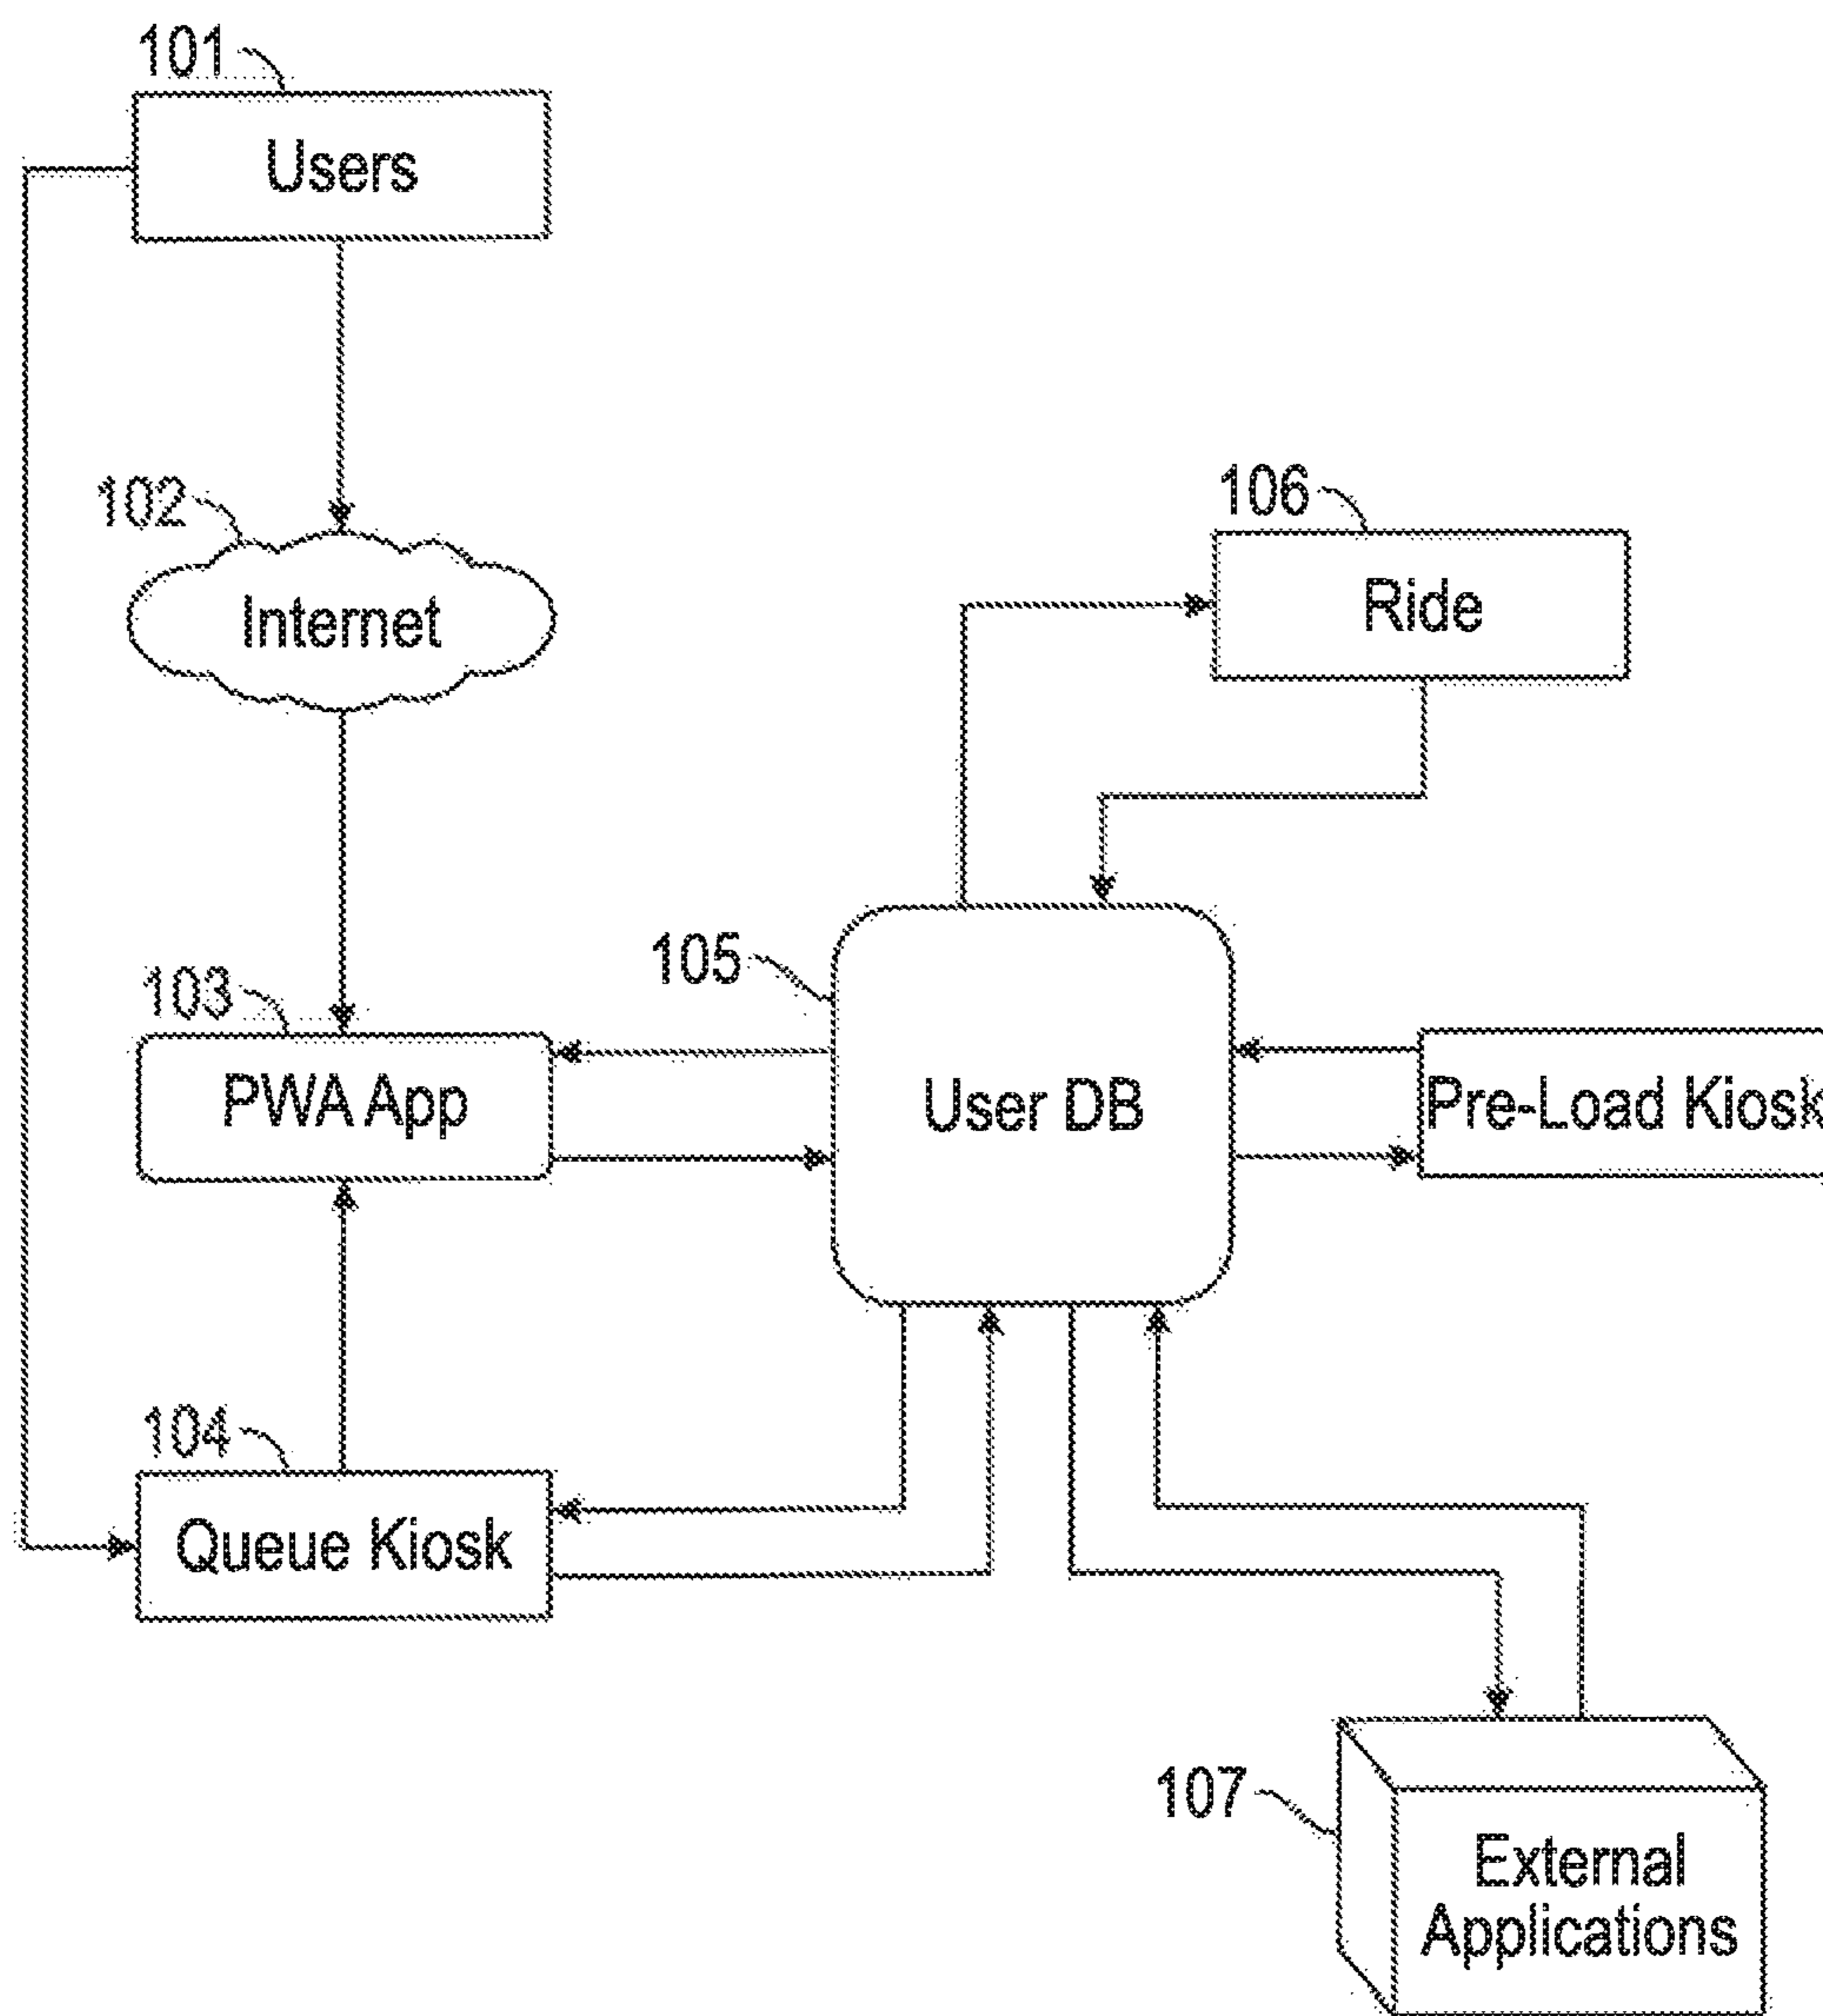 101
Users
102
Internet
106
Ride
103
PWA App
105
User DB
Pre-Load Kiosk
104
Queue Kiosk
107
External
Applications